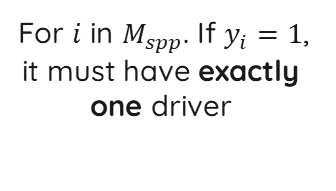 For i in M_spp. If y_i = 1,
it must have exactly
one driver